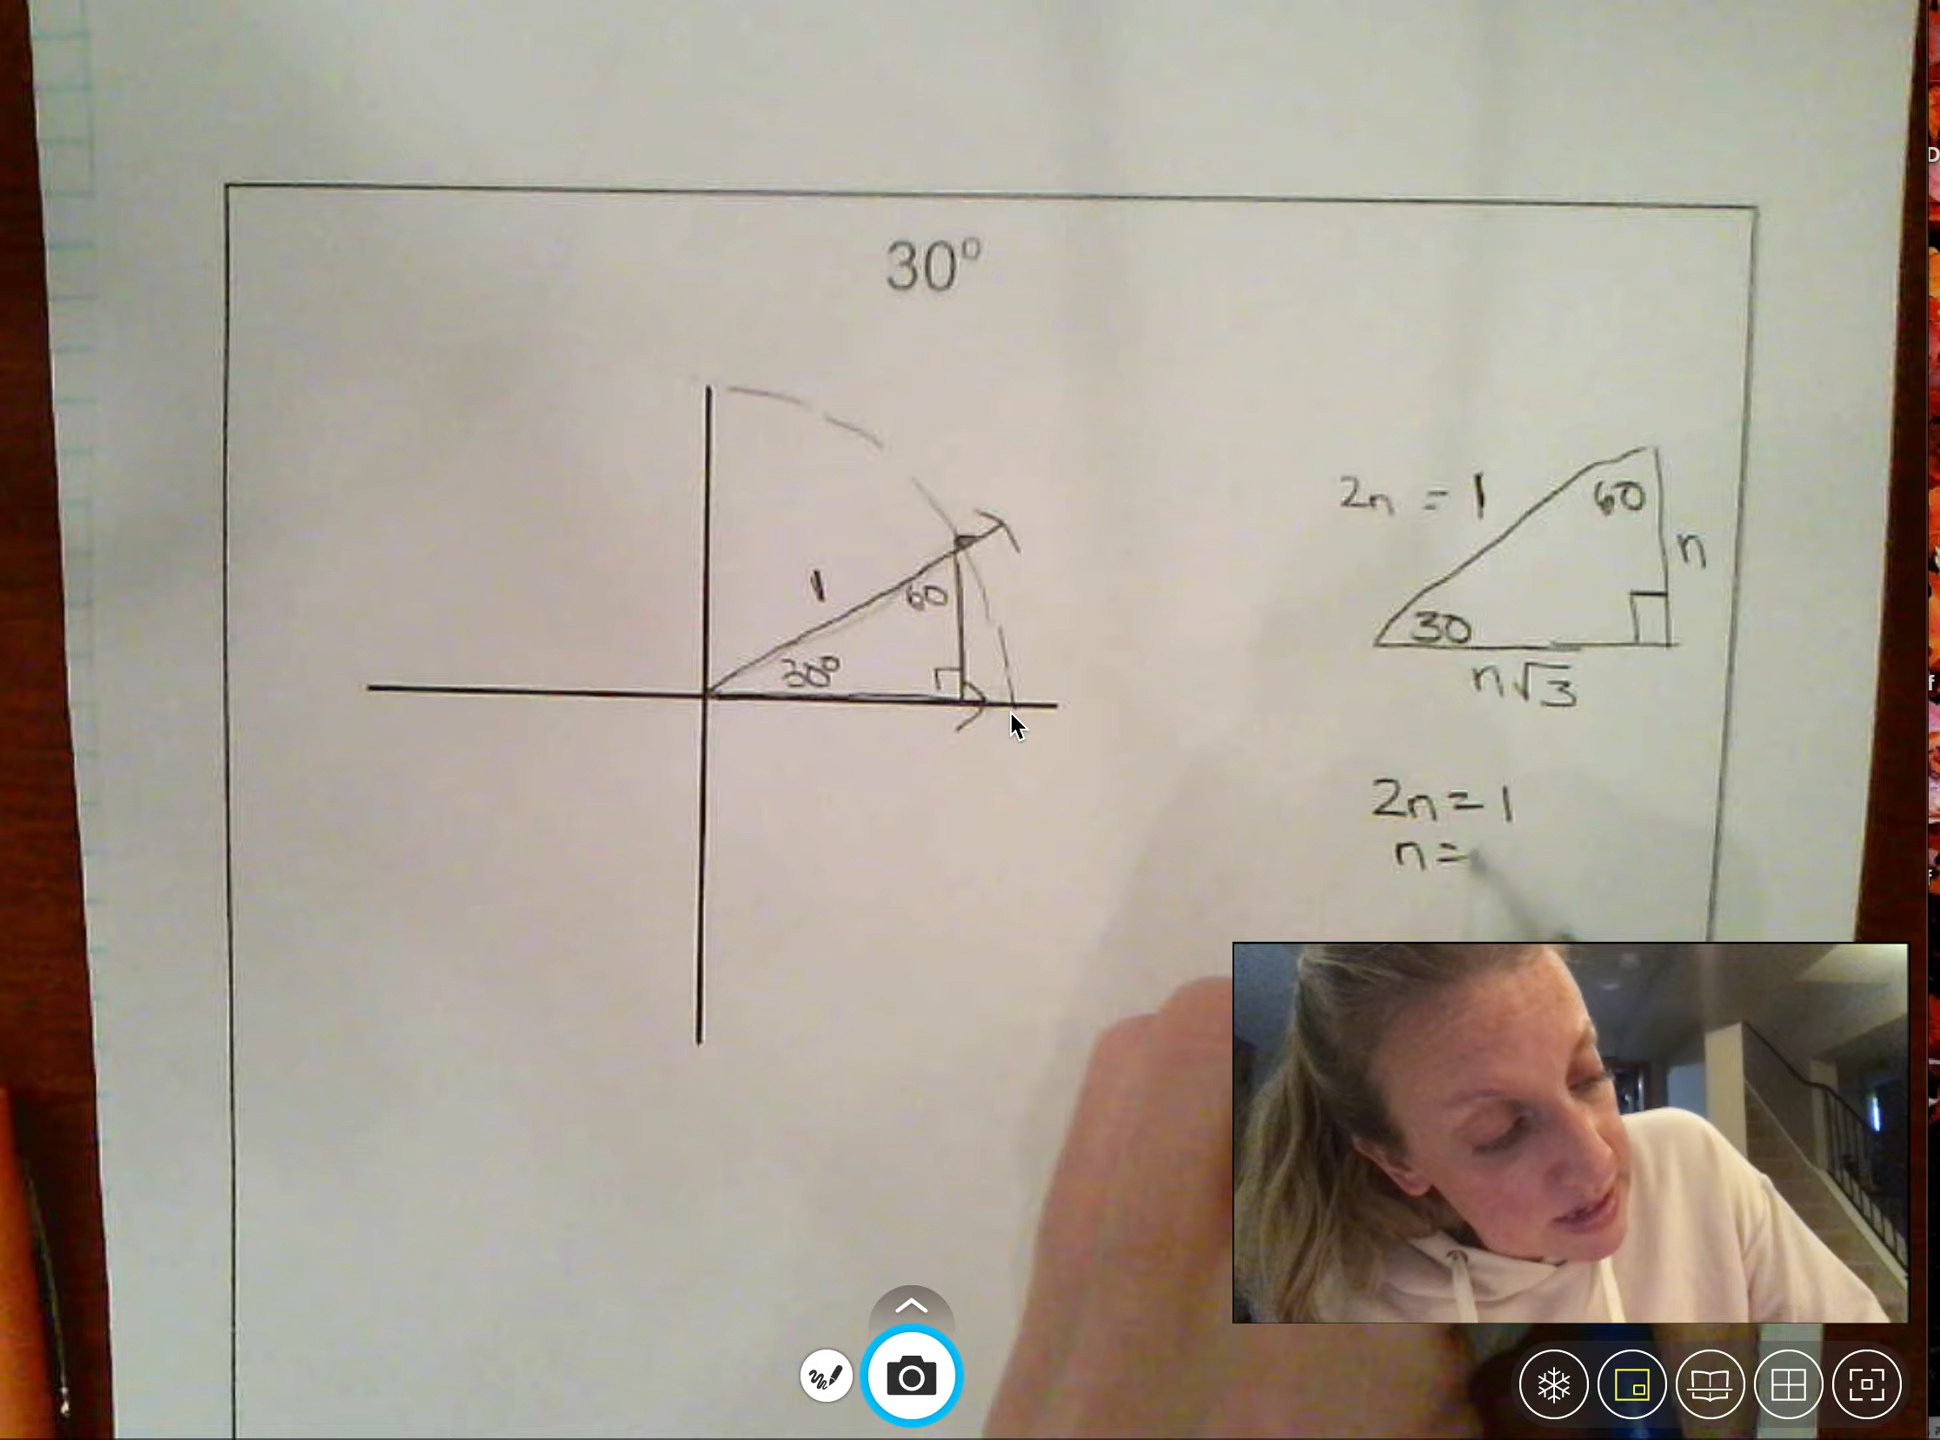 30°
1
60
30°
2n = 1
60
n
30
n√3
2n = 1
n =